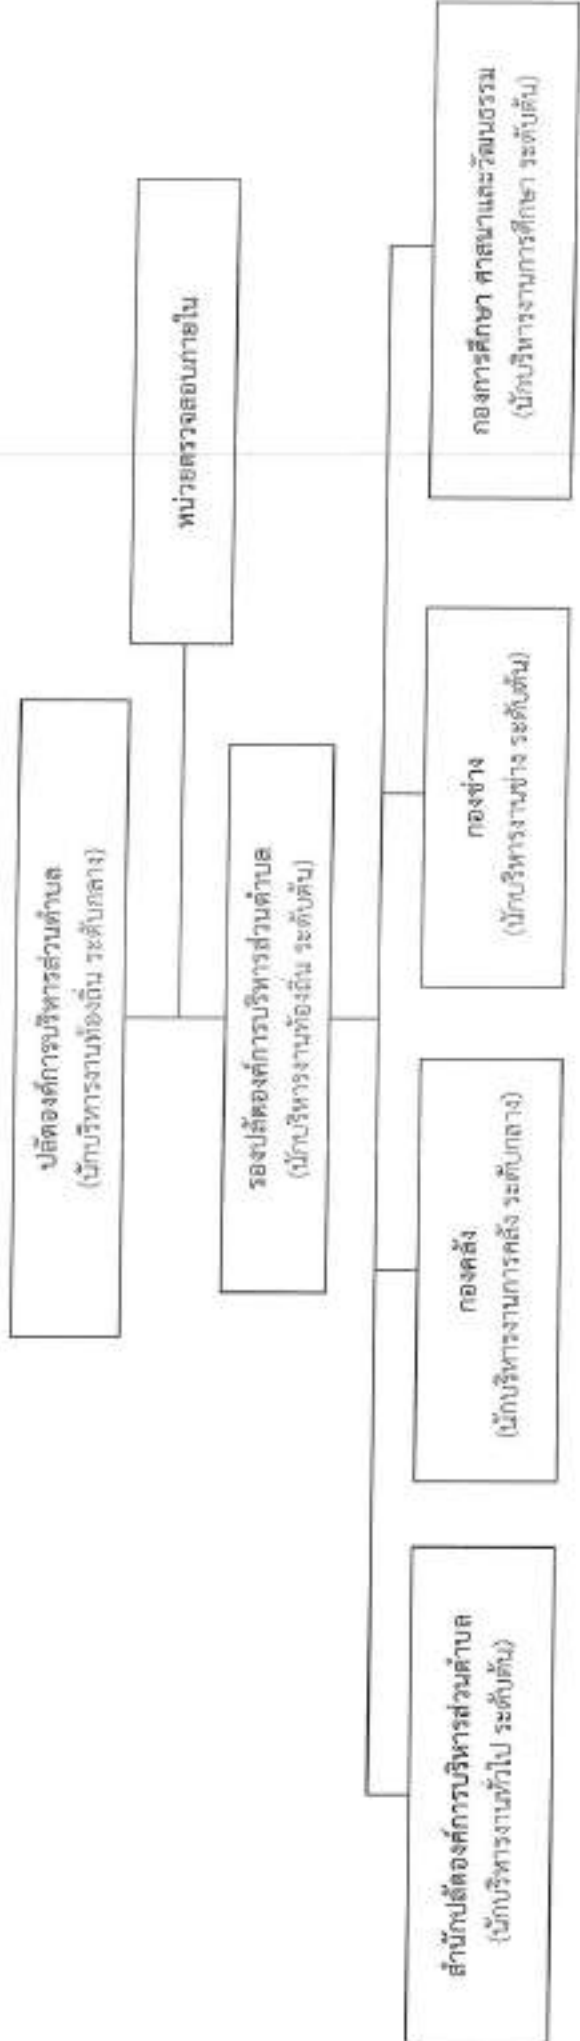 ปลัดองค์การบริหารส่วนตำบล
(นักบริหารงานท้องถิ่น ระดับกลาง)
หน่วยตรวจสอบภายใน
รองปลัดองค์การบริหารส่วนตำบล
(นักบริหารงานท้องถิ่น ระดับต้น)
สำนักปลัดองค์การบริหารส่วนตำบล
(นักบริหารงานทั่วไป ระดับต้น)
กองคลัง
(นักบริหารงานการคลัง ระดับกลาง)
กองช่าง
(นักบริหารงานช่าง ระดับต้น)
กองการศึกษา ศาสนาและวัฒนธรรม
(นักบริหารงานการศึกษา ระดับต้น)